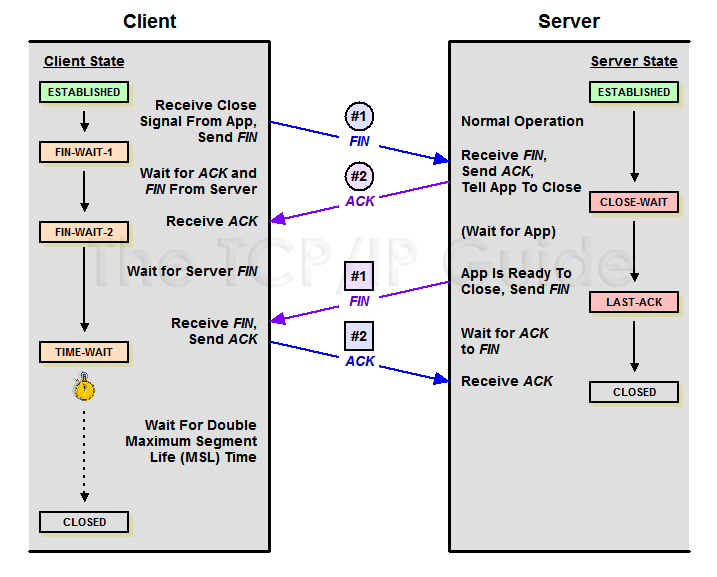 Client
Server
Client State
Server State
ESTABLISHED
ESTABLISHED
Receive Close
Signal From App,
Send FIN
#1
FIN
Normal Operation
FIN-WAIT-1
Receive FIN,
Send ACK,
Tell App To Close
Wait for ACK and
FIN From Server
#2
ACK
CLOSE-WAIT
Receive ACK
FIN-WAIT-2
(Wait for App)
The TCP/IP Guide
Wait for Server FIN
#1
FIN
App Is Ready To
Close, Send FIN
LAST-ACK
Receive FIN,
Send ACK
#2
ACK
Wait for ACK
to FIN
TIME-WAIT
Receive ACK
CLOSED
Wait For Double
Maximum Segment
Life (MSL) Time
CLOSED